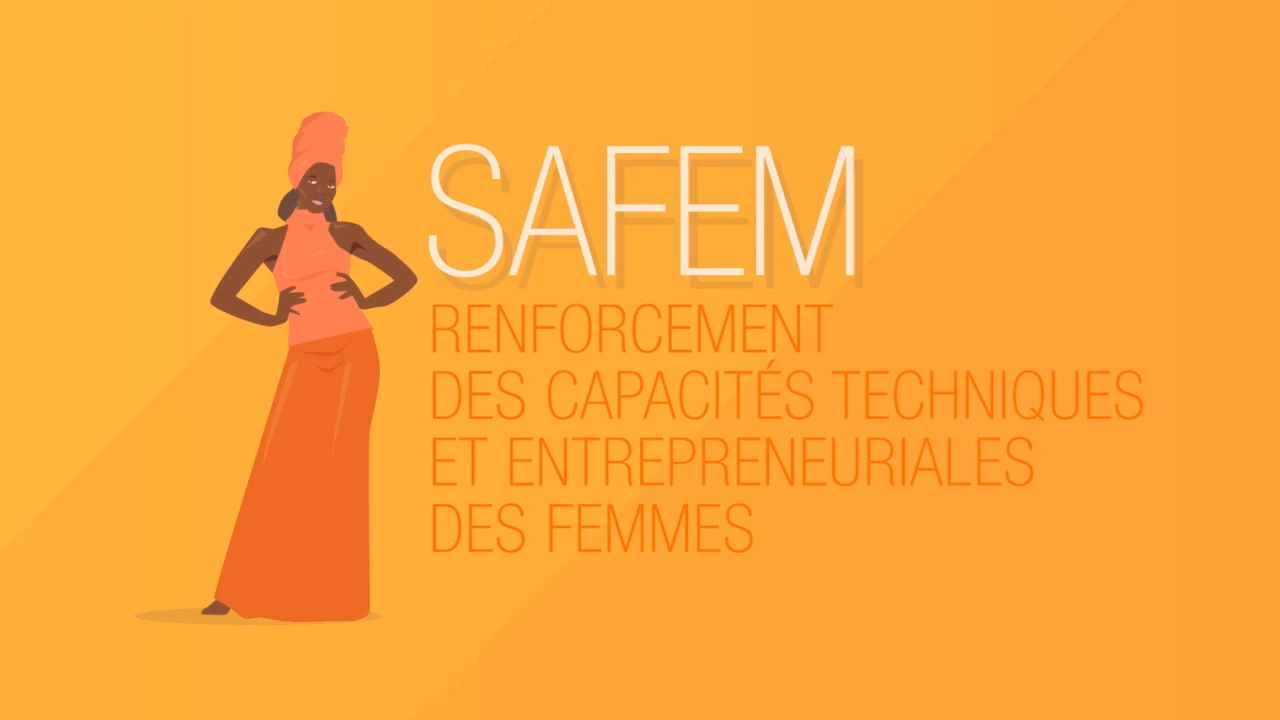 SAFEM
RENFORCEMENT
DES CAPACITÉS TECHNIQUES
ET ENTREPRENEURIALES
DES FEMMES